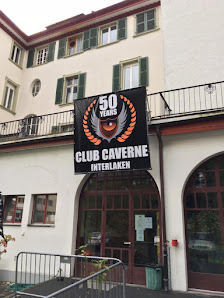 50
YEARS
CLUB CAVERNE
INTERLAKEN